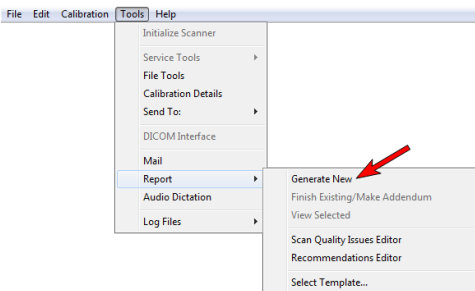 File Edit Calibration Tools Help
Initialize Scanner
Service Tools
File Tools
Calibration Details
Send To:
DICOM Interface
Mail
Report
Audio Dictation
Log Files
Generate New
Finish Existing/Make Addendum
View Selected
Scan Quality Issues Editor
Recommendations Editor
Select Template...